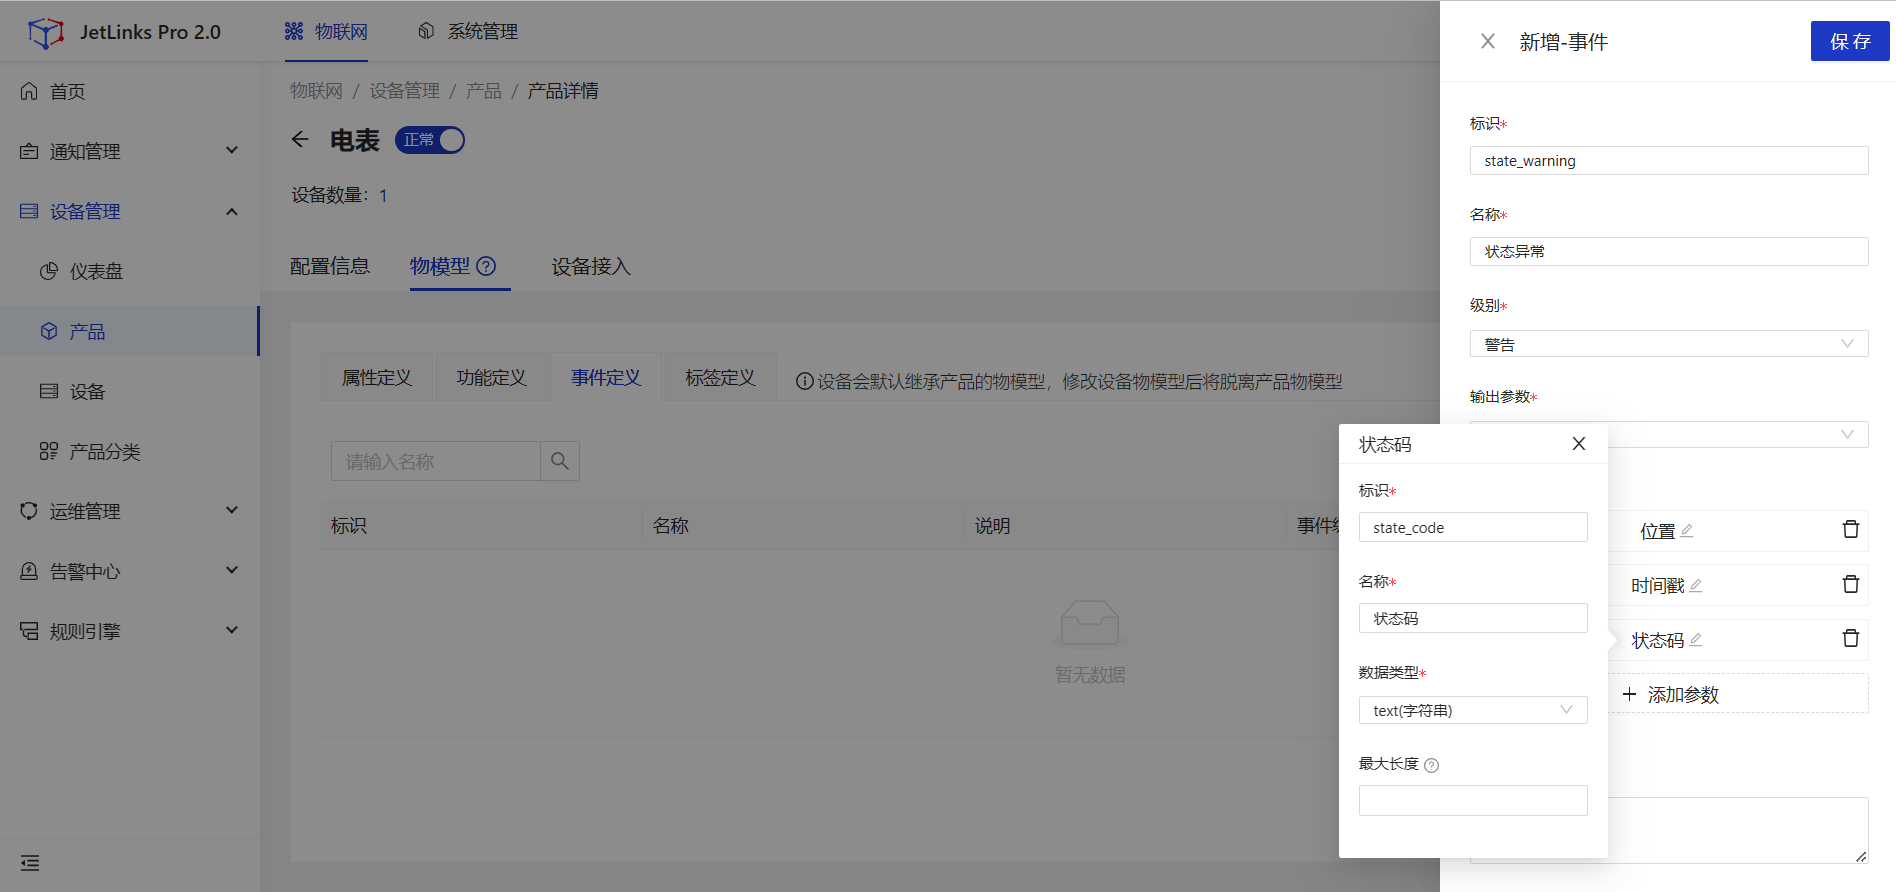 JetLinks Pro 2.0
物联网
系统管理
首页
通知管理
设备管理
仪表盘
产品
设备
产品分类
运维管理
告警中心
规则引擎
物联网 / 设备管理 / 产品 / 产品详情
电表 正常
设备数量: 1
配置信息 物模型 设备接入
属性定义 功能定义 事件定义 标签定义 设备会默认继承产品的物模型，修改设备物模型后将脱离产品物模型
请输入名称
标识 名称 说明
暂无数据
新增-事件 保存
标识*
state_warning
名称*
状态异常
级别*
警告
输出参数*
位置
时间戳
状态码
添加参数
状态码
标识*
state_code
名称*
状态码
数据类型*
text(字符串)
最大长度